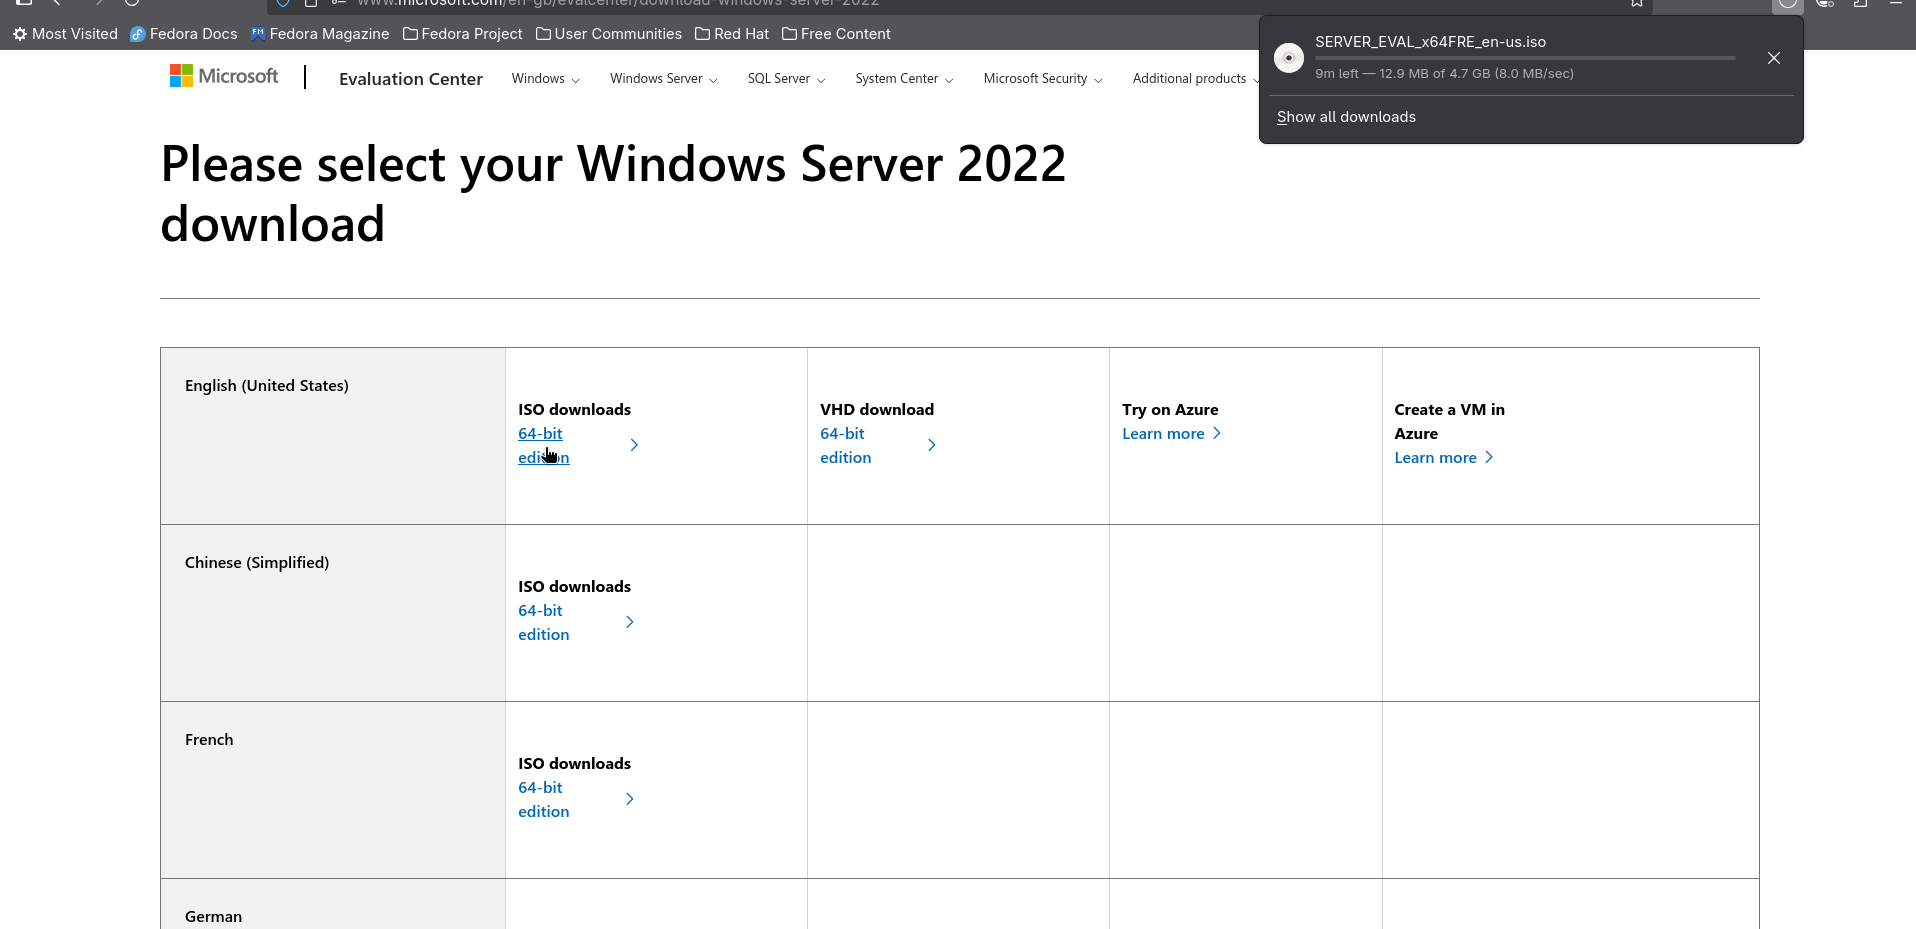 www.microsoft.com/en-gb/evalcenter/download-windows-server-2022
Most Visited Fedora Docs Fedora Magazine Fedora Project User Communities Red Hat Free Content
SERVER_EVAL_x64FRE_en-us.iso
9m left — 12.9 MB of 4.7 GB (8.0 MB/sec)
Show all downloads
Microsoft Evaluation Center Windows Windows Server SQL Server System Center Microsoft Security Additional products
Please select your Windows Server 2022
download
English (United States)
ISO downloads
64-bit
edition
VHD download
64-bit
edition
Try on Azure
Learn more
Create a VM in
Azure
Learn more
Chinese (Simplified)
ISO downloads
64-bit
edition
French
ISO downloads
64-bit
edition
German